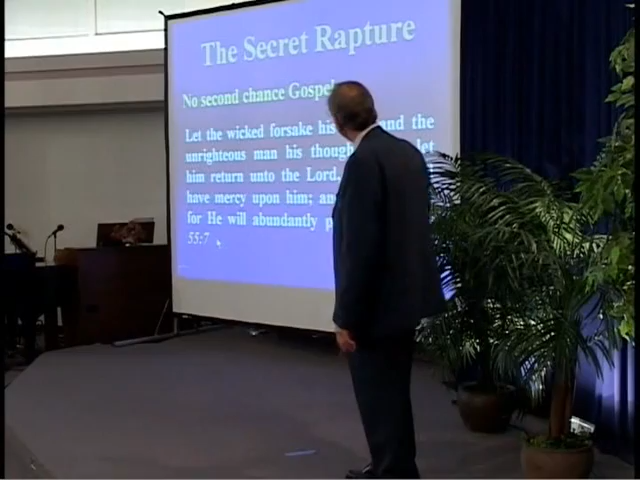 The Secret Rapture
No second chance Gospel
Let the wicked forsake his and the
unrighteous man his let
him return unto the Lord,
have mercy upon him;
for He will abundantly
55:7